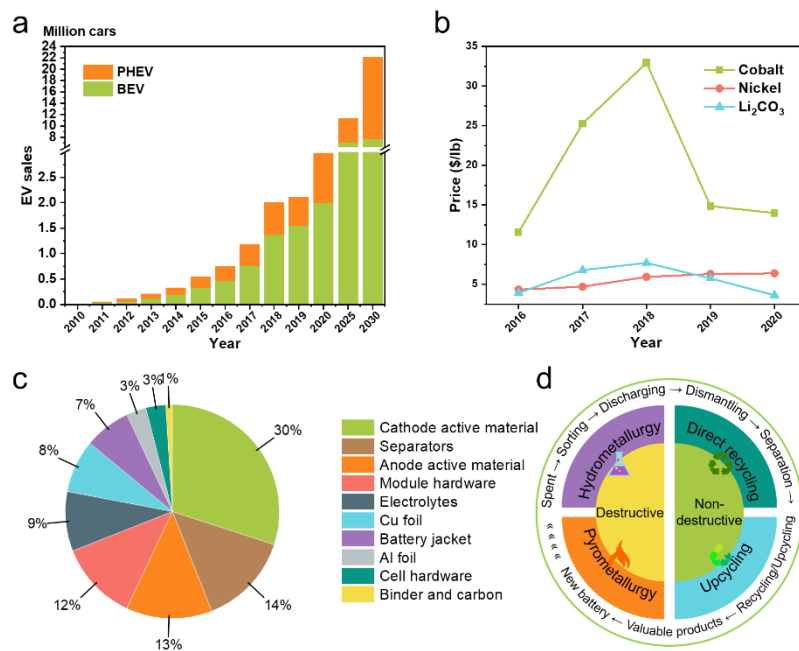 a
Million cars
24
22
20
18
16
14
12
10
8
2.5
2.0
1.5
1.0
0.5
0.0
EV sales
PHEV
BEV
2010 2011 2012 2013 2014 2015 2016 2017 2018 2019 2020 2025 2030
Year
b
35
30
25
20
15
10
5
Price ($/lb)
Cobalt
Nickel
Li₂CO₃
2016 2017 2018 2019 2020
Year
c
30%
14%
13%
12%
9%
8%
7%
3%
3%
1%
Cathode active material
Separators
Anode active material
Module hardware
Electrolytes
Cu foil
Battery jacket
Al foil
Cell hardware
Binder and carbon
d
Spent → Sorting → Discharging → Dismantling → Separation →
Recycling/Upcycling
→ Valuable products → New battery
» » » »
Hydrometallurgy
Direct recycling
Destructive
Non-
destructive
Pyrometallurgy
Upcycling